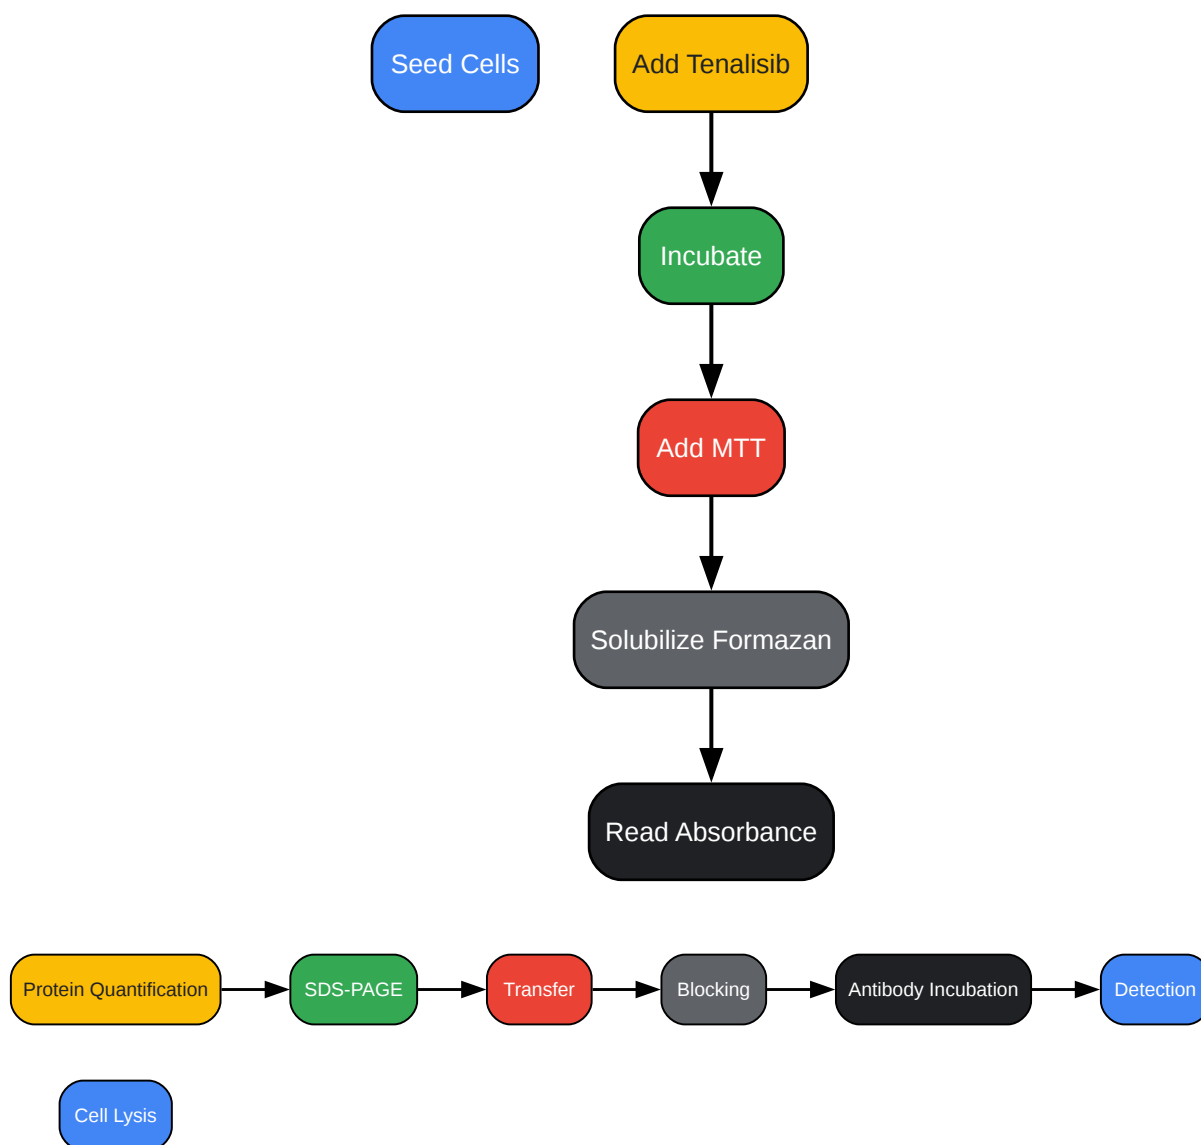 Seed Cells
Add Tenalisib
Incubate
Add MTT
Solubilize Formazan
Read Absorbance
Protein Quantification
SDS-PAGE
Transfer
Blocking
Antibody Incubation
Detection
Cell Lysis